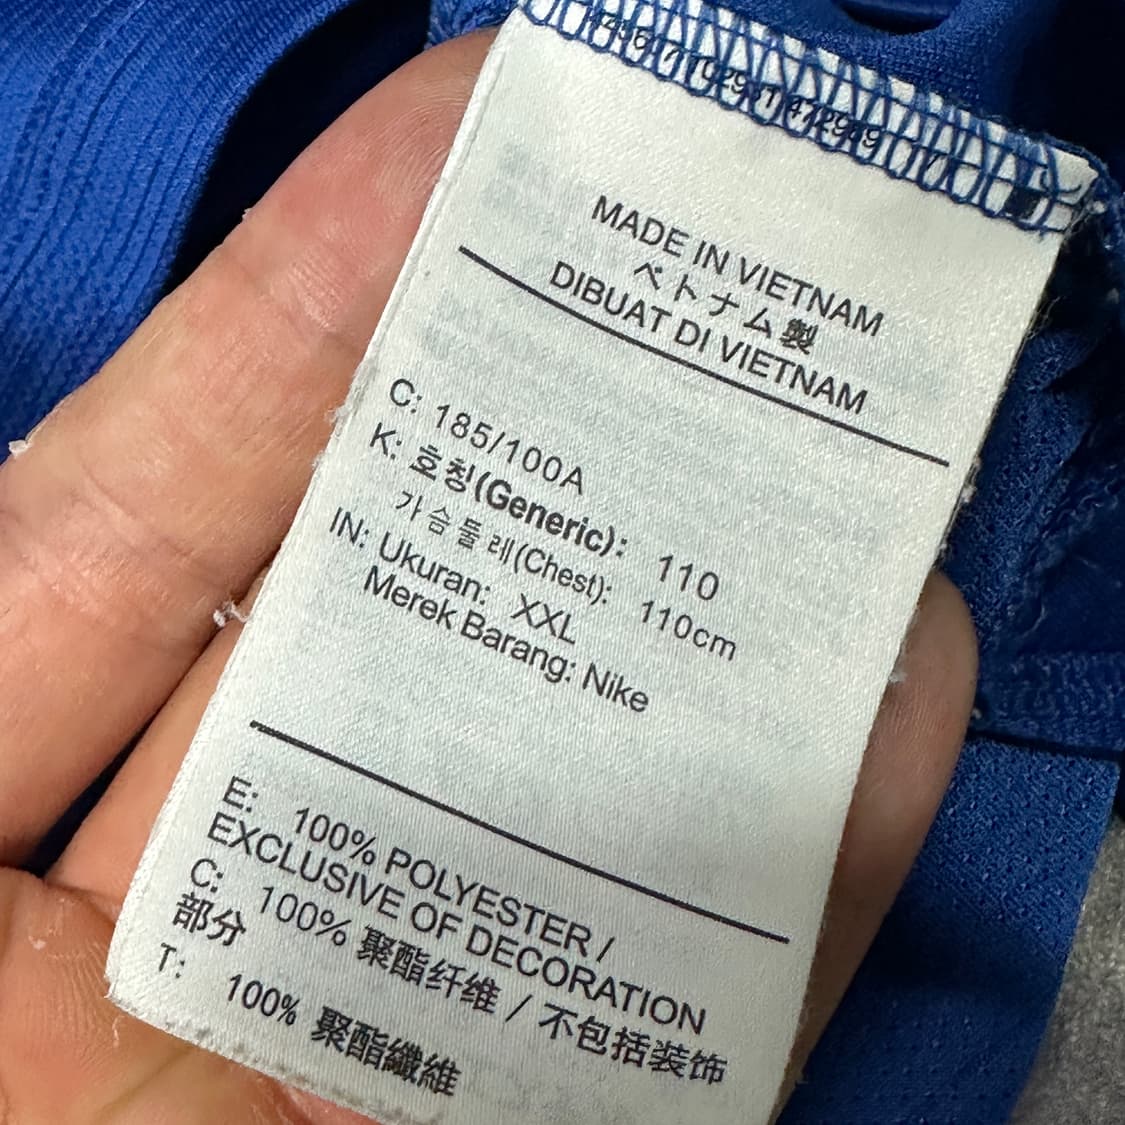 MADE IN VIETNAM
ベトナム製
DIBUAT DI VIETNAM
C: 185/100A
K: 호칭(Generic): 110
가슴둘레(Chest): 110cm
IN: Ukuran: XXL
Merek Barang: Nike
E: 100% POLYESTER /
EXCLUSIVE OF DECORATION
C: 100% 聚酯纤维 / 不包括装饰
部分
T: 100% 聚酯纖維